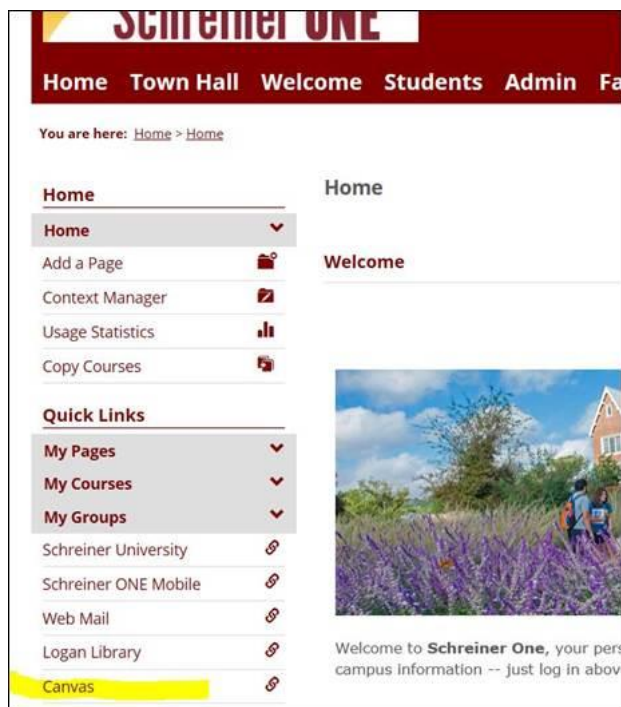 Schreiner ONE
Home Town Hall Welcome Students Admin
You are here: Home > Home
Home
Home
Add a Page
Context Manager
Usage Statistics
Copy Courses
Quick Links
My Pages
My Courses
My Groups
Schreiner University
Schreiner ONE Mobile
Web Mail
Logan Library
Canvas
Home
Welcome
Welcome to Schreiner One, your
campus information -- just log in